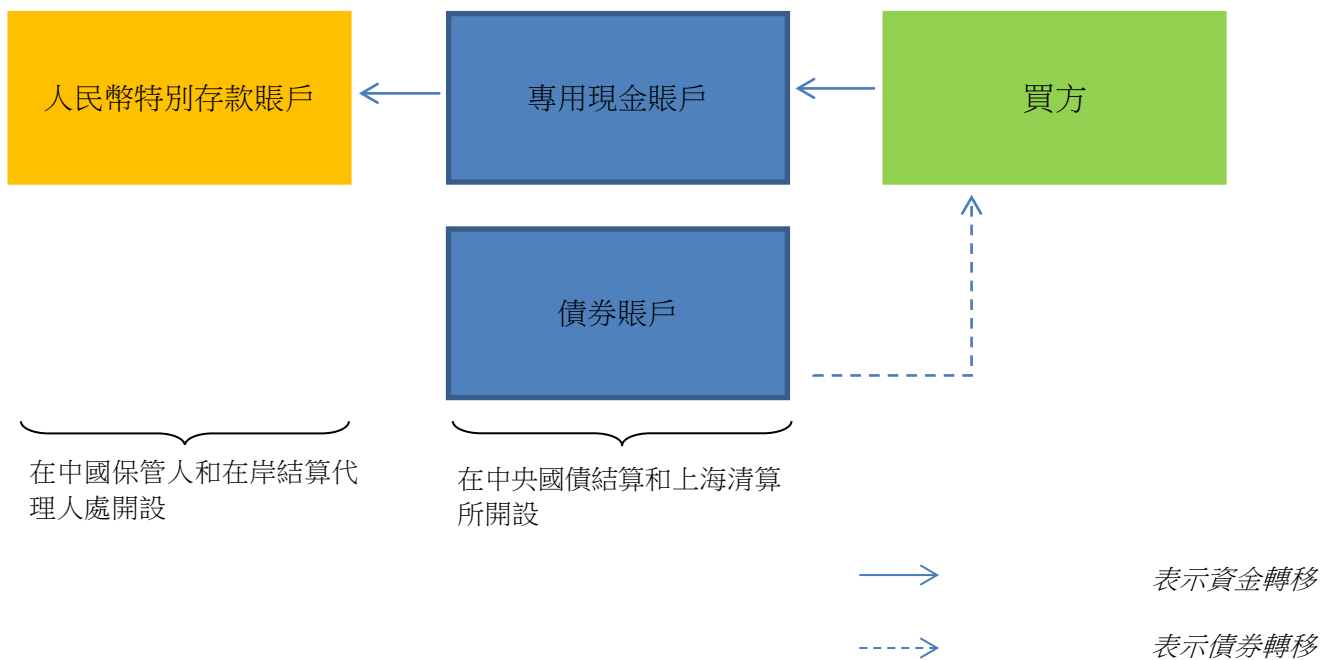 人民幣特別存款賬戶
專用現金賬戶
買方
債券賬戶
在中國保管人和在岸結算代
理人處開設
在中央國債結算和上海清算
所開設
表示資金轉移
表示債券轉移